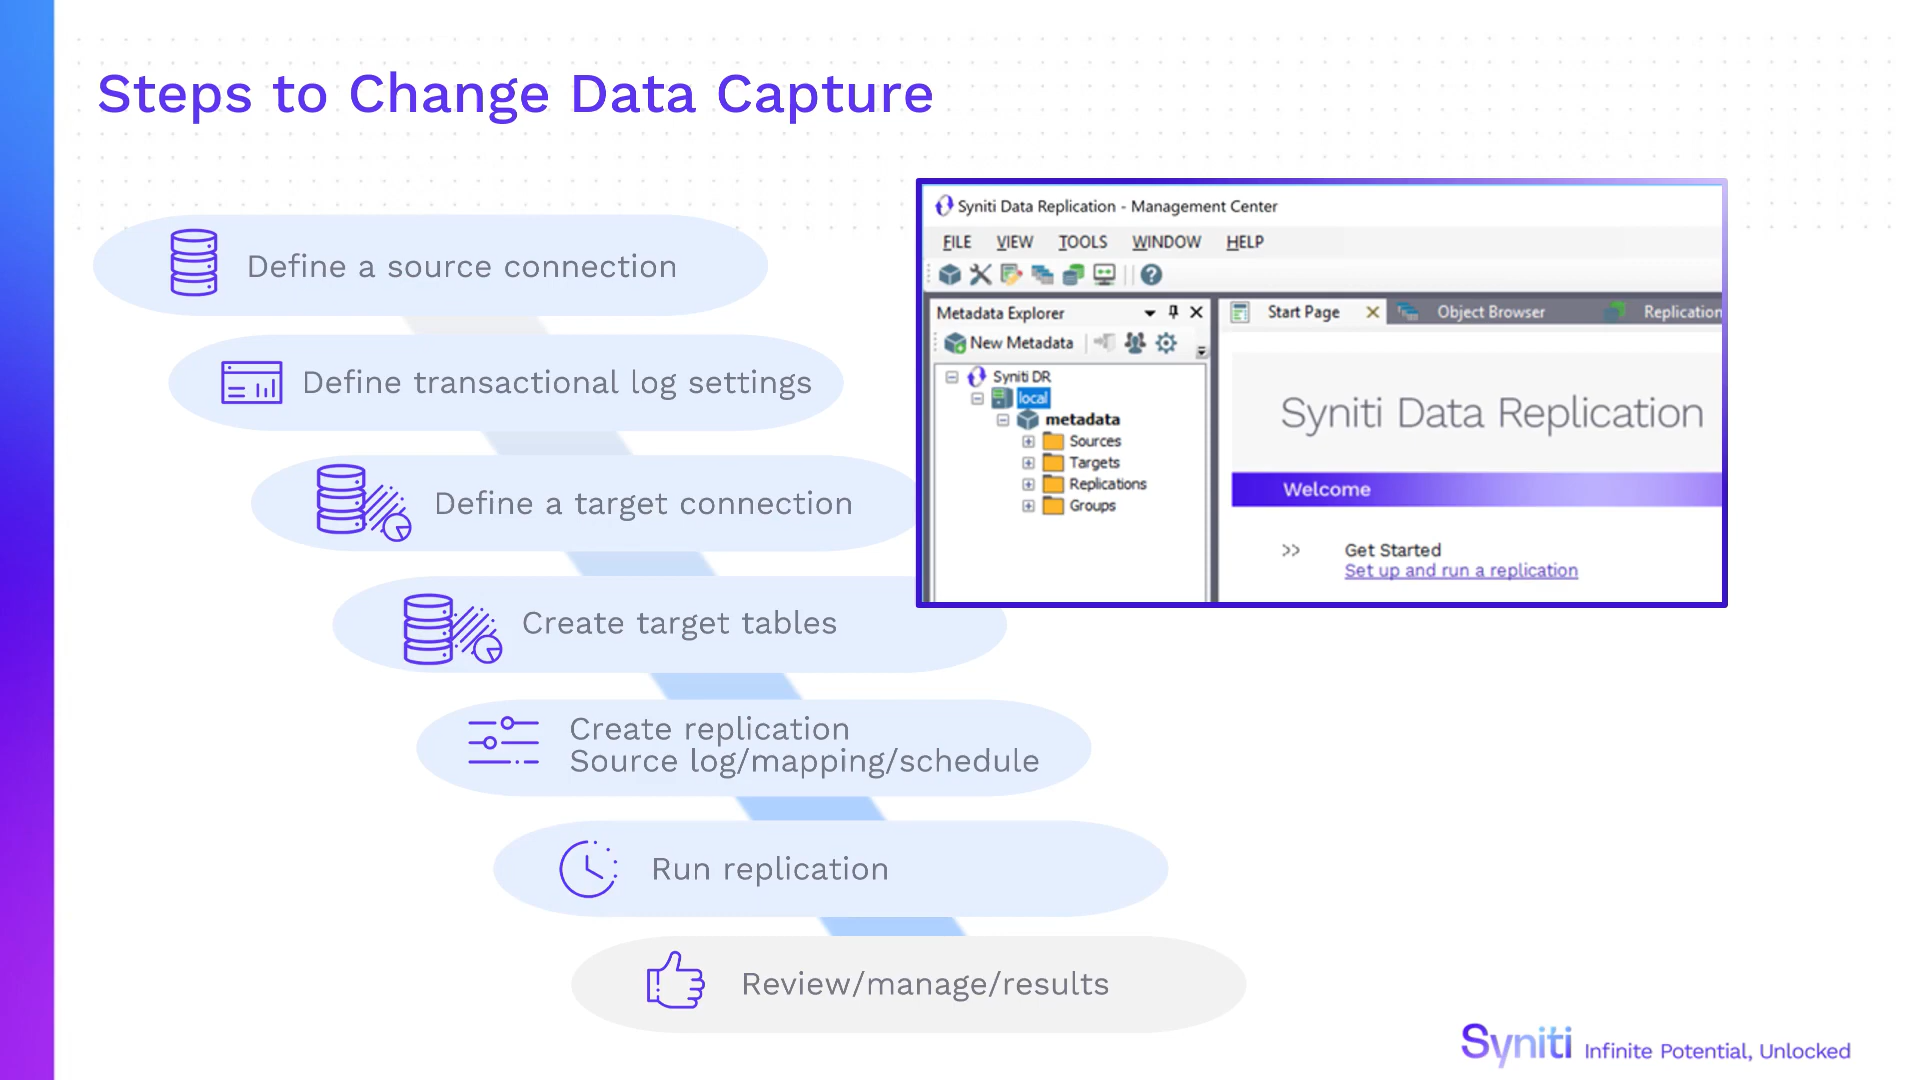 Steps to Change Data Capture
Define a source connection
Define transactional log settings
Define a target connection
Create target tables
Create replication
Source log/mapping/schedule
Run replication
Review/manage/results
Syniti Data Replication - Management Center
FILE VIEW TOOLS WINDOW HELP
Metadata Explorer
New Metadata
Syniti DR
local
metadata
Sources
Targets
Replications
Groups
Start Page
Object Browser
Replication
Syniti Data Replication
Welcome
>> Get Started
Set up and run a replication
Syniti Infinite Potential, Unlocked